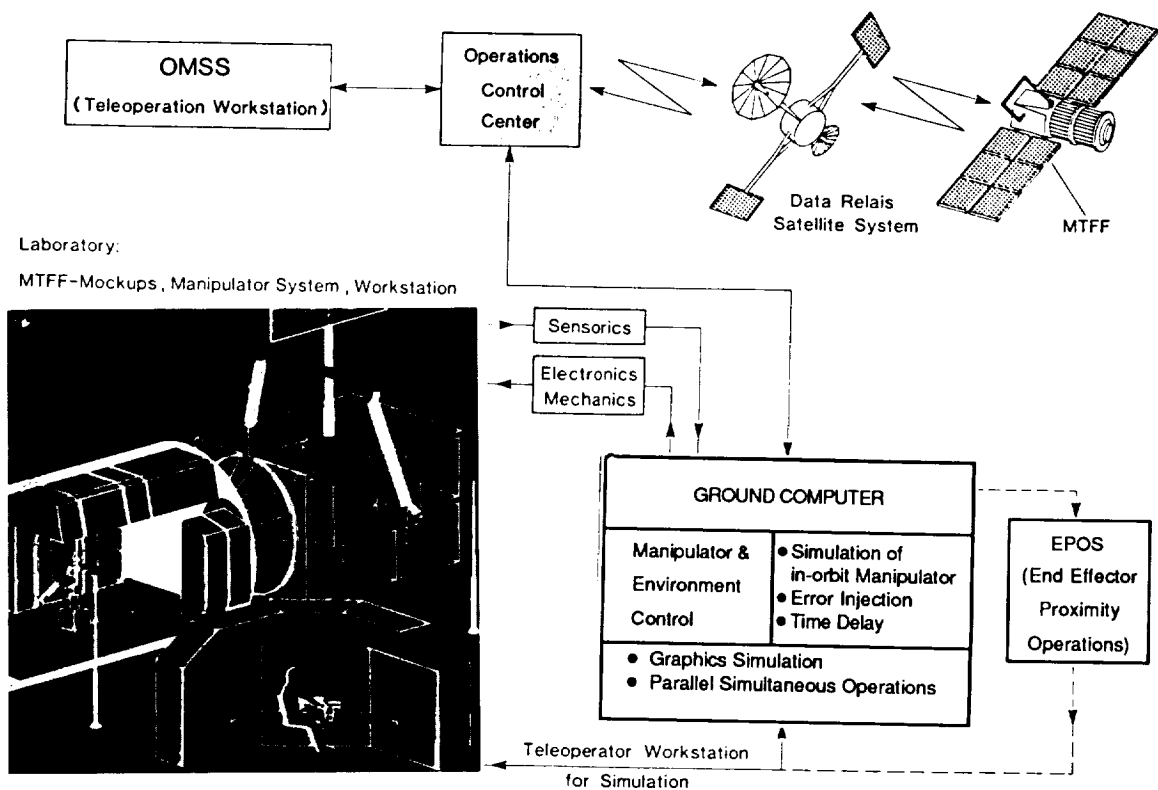 OMSS
(Teleoperation Workstation)
Operations
Control
Center
Data Relais
Satellite System
MTFF
Laboratory:
MTFF-Mockups, Manipulator System, Workstation
Sensorics
Electronics
Mechanics
GROUND COMPUTER
Manipulator &
Environment
Control
● Simulation of
in-orbit Manipulator
● Error Injection
● Time Delay
● Graphics Simulation
● Parallel Simultaneous Operations
EPOS
(End Effector
Proximity
Operations)
Teleoperator Workstation
for Simulation